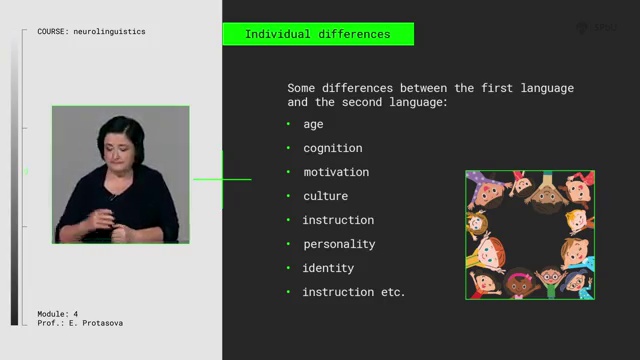 COURSE: neurolinguistics
Individual differences
Some differences between the first language
and the second language:
• age
• cognition
• motivation
• culture
• instruction
• personality
• identity
• instruction etc.
Module: 4
Prof.: E. Protasova